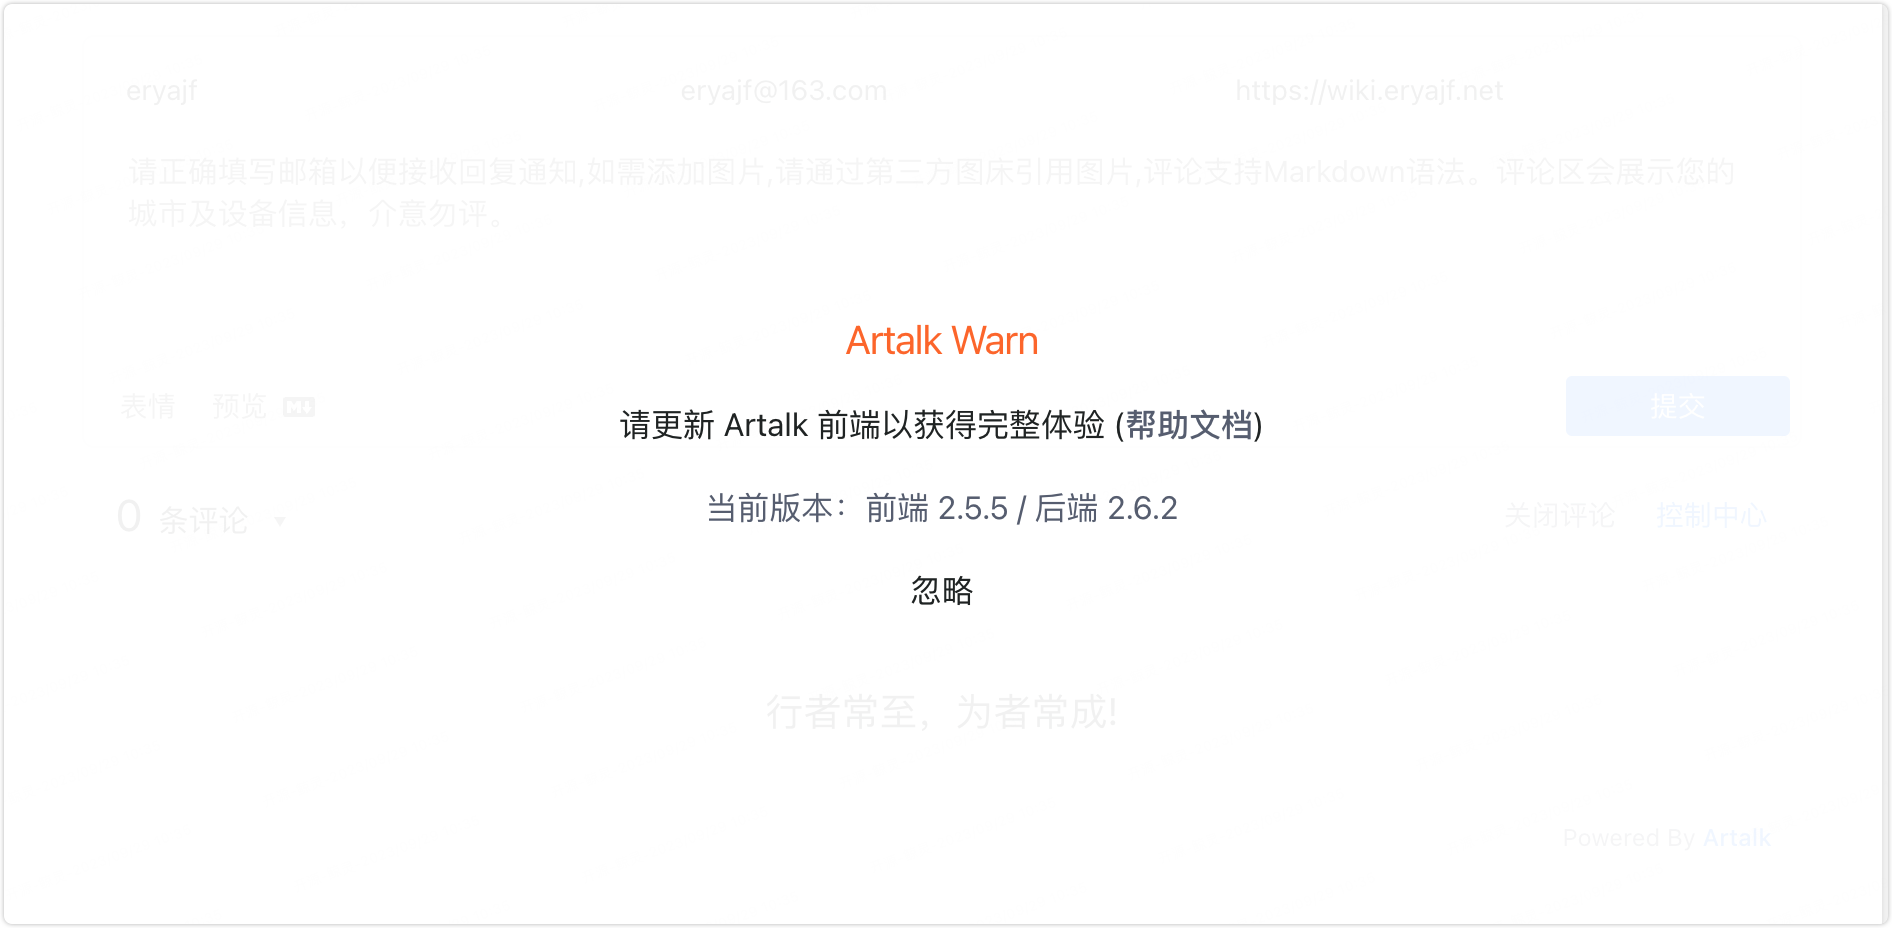 eryajf eryajf@163.com https://wiki.eryajf.net
请正确填写邮箱以便接收回复通知,如需添加图片,请通过第三方图床引用图片,评论支持Markdown语法。评论区会展示您的
城市及设备信息，介意勿评。
Artalk Warn
表情 预览 提交
请更新 Artalk 前端以获得完整体验 (帮助文档)
当前版本：前端 2.5.5 / 后端 2.6.2
0 条评论 关闭评论 控制中心
忽略
行者常至，为者常成!
Powered By Artalk